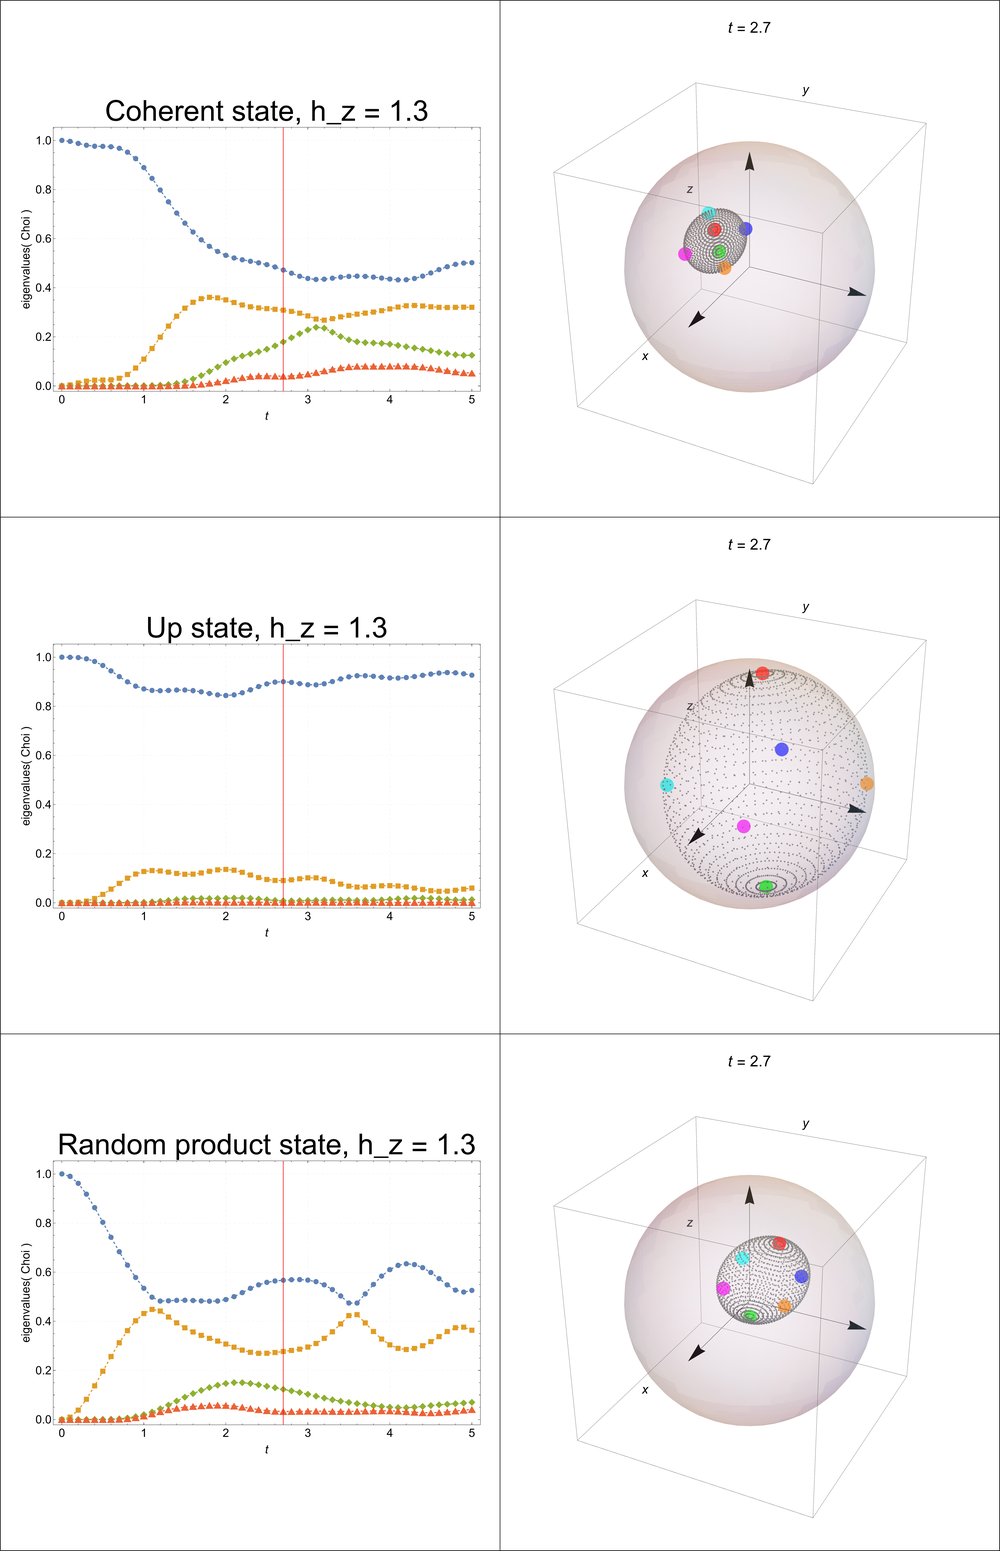 Coherent state, h_z = 1.3
eigenvalues( Choi )
1.0
0.8
0.6
0.4
0.2
0.0
0 1 2 3 4 5
t
t = 2.7
y
z
x
Up state, h_z = 1.3
eigenvalues( Choi )
1.0
0.8
0.6
0.4
0.2
0.0
0 1 2 3 4 5
t
t = 2.7
y
z
x
Random product state, h_z = 1.3
eigenvalues( Choi )
1.0
0.8
0.6
0.4
0.2
0.0
0 1 2 3 4 5
t
t = 2.7
y
z
x